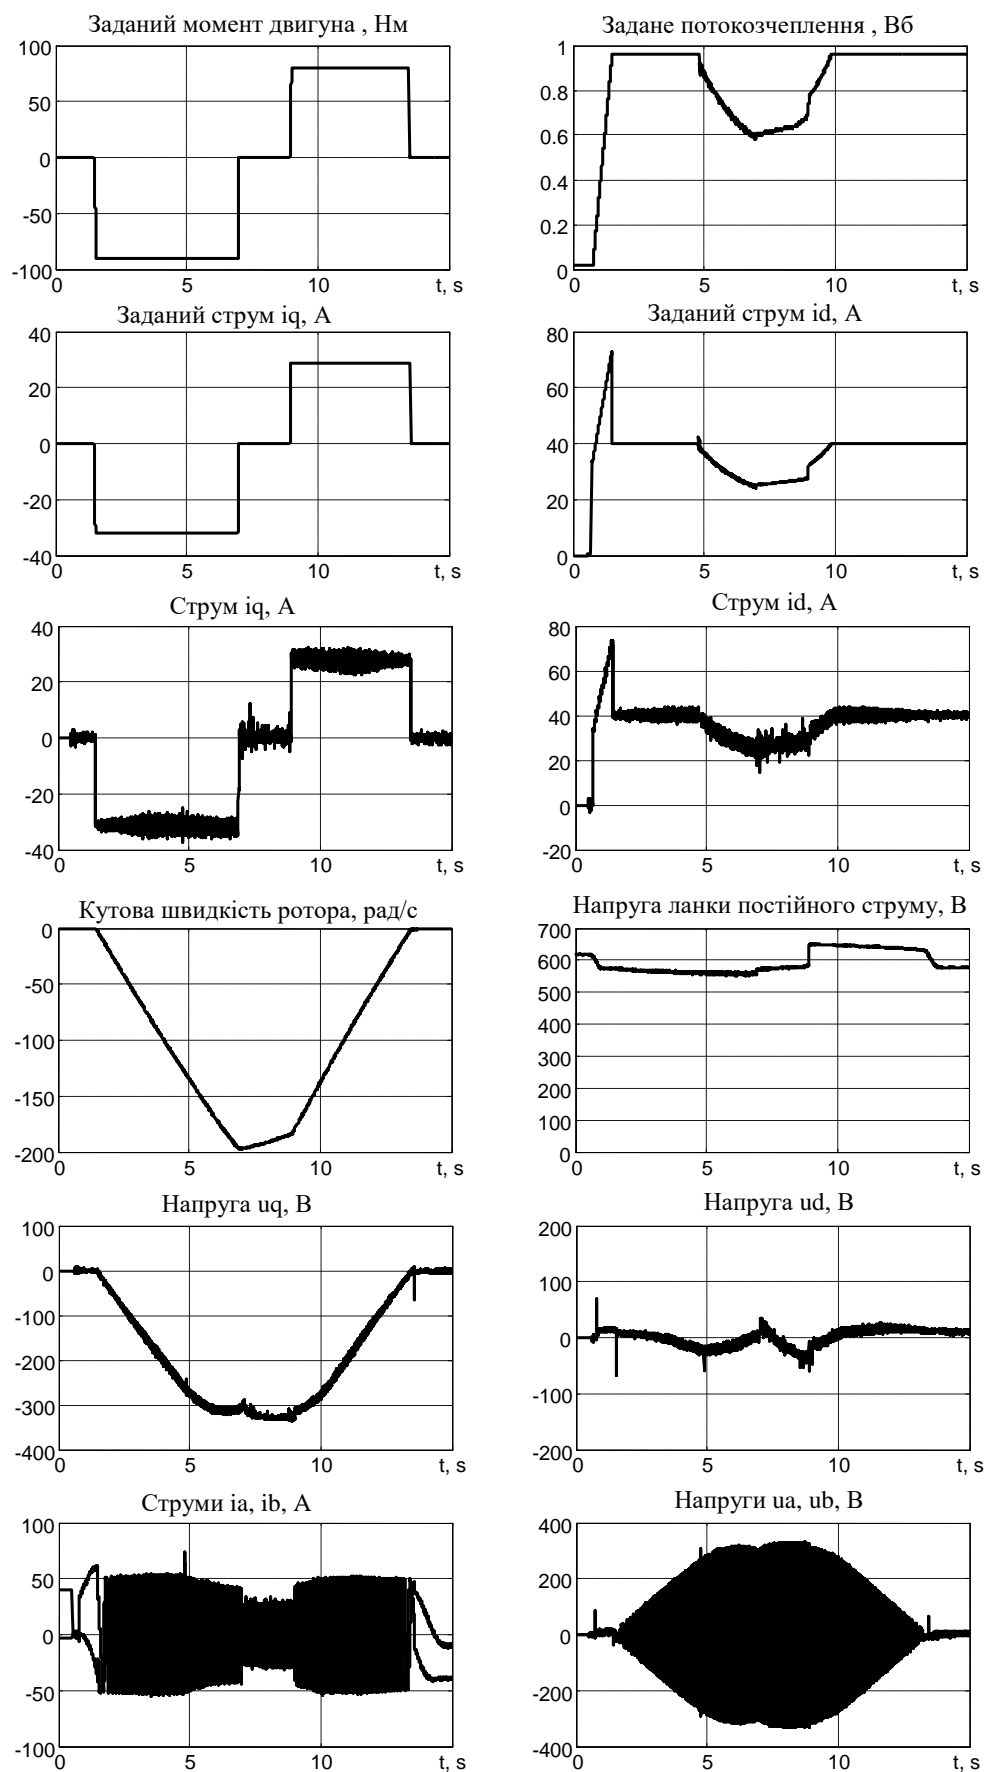 Заданий момент двигуна , Нм
100
50
0
-50
-100
0 5 10 t, s
Задане потокозчеплення , Вб
1
0.8
0.6
0.4
0.2
0
0 5 10 t, s
Заданий струм iq, А
40
20
0
-20
-40
0 5 10 t, s
Заданий струм id, А
80
60
40
20
0
0 5 10 t, s
Струм iq, А
40
20
0
-20
-40
0 5 10 t, s
Струм id, А
80
60
40
20
0
-20
0 5 10 t, s
Кутова швидкість ротора, рад/с
0
-50
-100
-150
-200
0 5 10 t, s
Напруга ланки постійного струму, В
700
600
500
400
300
200
100
0
0 5 10 t, s
Напруга uq, В
100
0
-100
-200
-300
-400
0 5 10 t, s
Напруга ud, В
200
100
0
-100
-200
0 5 10 t, s
Струми ia, ib, А
100
50
0
-50
-100
0 5 10 t, s
Напруги ua, ub, В
400
200
0
-200
-400
0 5 10 t, s